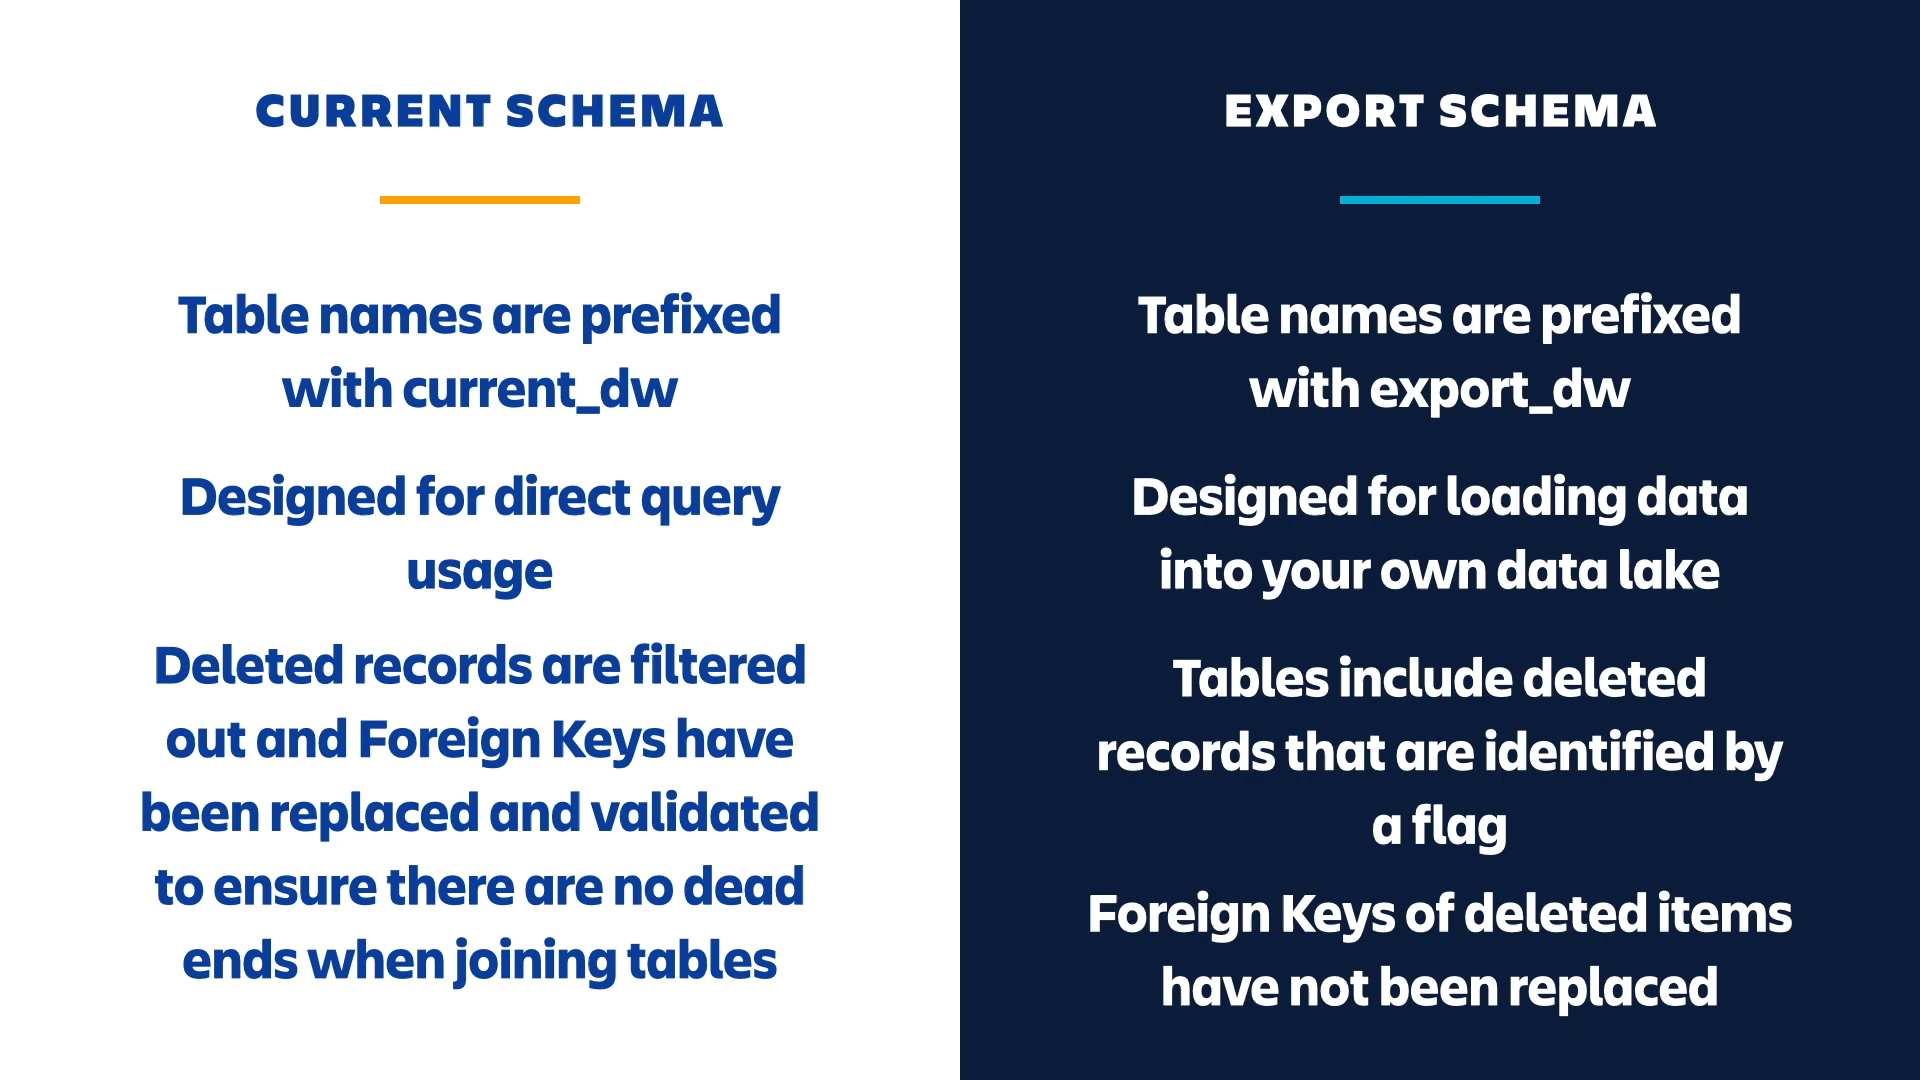 CURRENT SCHEMA
Table names are prefixed
with current_dw
Designed for direct query
usage
Deleted records are filtered
out and Foreign Keys have
been replaced and validated
to ensure there are no dead
ends when joining tables
EXPORT SCHEMA
Table names are prefixed
with export_dw
Designed for loading data
into your own data lake
Tables include deleted
records that are identified by
a flag
Foreign Keys of deleted items
have not been replaced